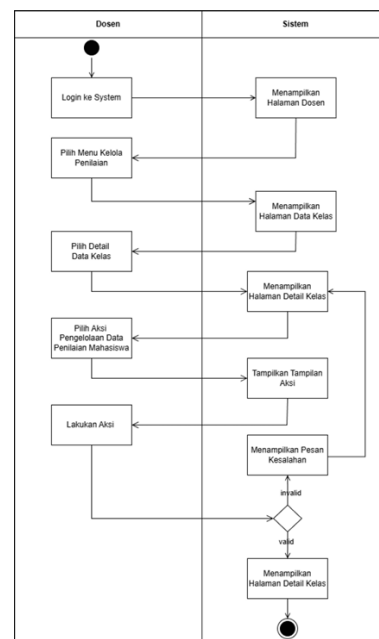 Dosen
Sistem
Login ke System
Menampilkan
Halaman Dosen
Pilih Menu Kelola
Penilaian
Menampilkan
Halaman Data Kelas
Pilih Detail
Data Kelas
Menampilkan
Halaman Detail Kelas
Pilih Aksi
Pengelolaan Data
Penilaian Mahasiswa
Tampilkan Tampilan
Aksi
Lakukan Aksi
Menampilkan Pesan
Kesalahan
invalid
valid
Menampilkan
Halaman Detail Kelas